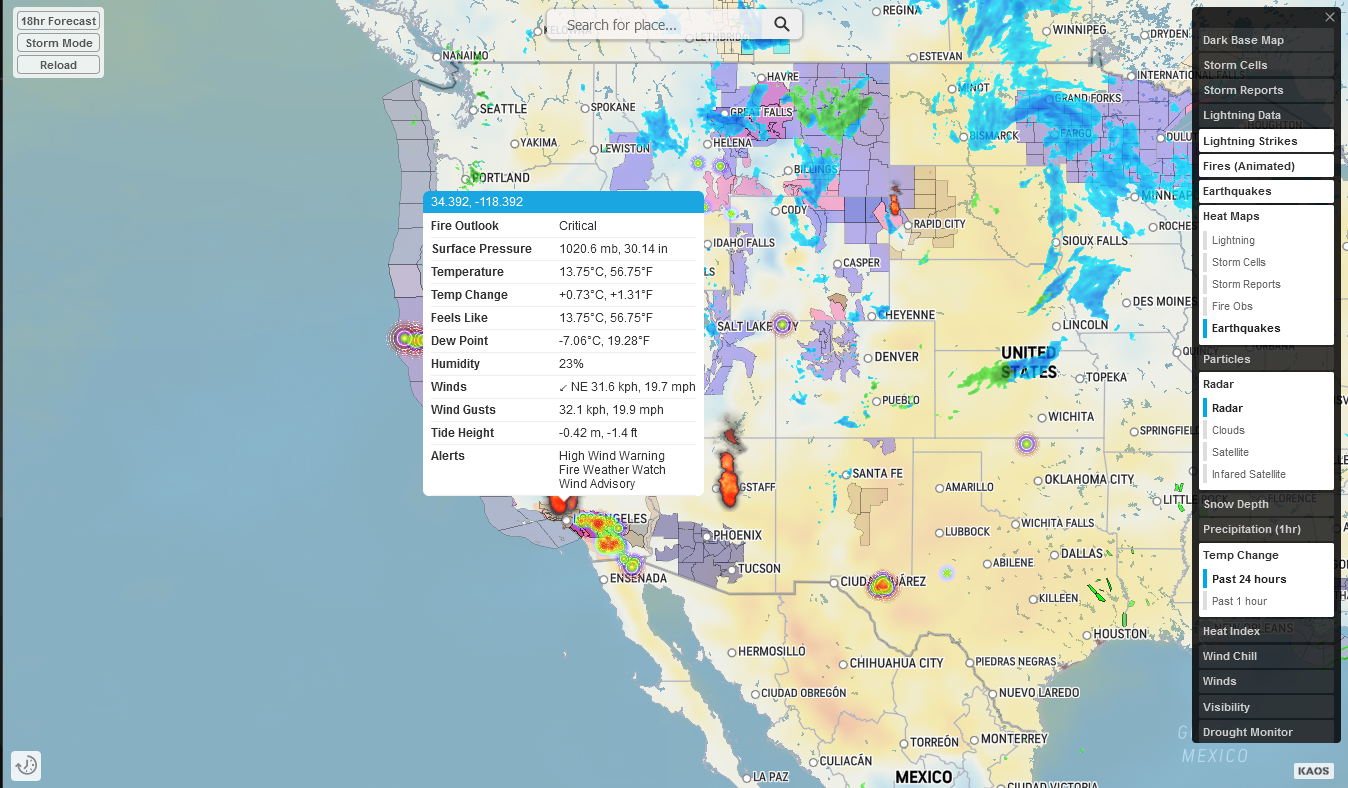 18hr Forecast
Storm Mode
Reload
Search for place...
REGINA
WINNIPEG
DRYDEN
NANAIMO
ESTEVAN
INTERNATIONAL FALLS
HAVRE
MINOT
GRAND FORKS
SEATTLE
SPOKANE
GREAT FALLS
YAKIMA
LEWISTON
HELENA
BISMARCK
FARGO
PORTLAND
BILLINGS
CODY
RAPID CITY
IDAHO FALLS
SIOUX FALLS
CASPER
DES MOINES
SALT LAKE CITY
CHEYENNE
LINCOLN
DENVER
UNITED
STATES
TOPEKA
PUEBLO
WICHITA
SPRINGFIELD
SANTA FE
AMARILLO
OKLAHOMA CITY
LITTLE ROCK
FLORENCE
GSTAFF
LOS ANGELES
LUBBOCK
WICHITA FALLS
PHOENIX
ABILENE
DALLAS
TUCSON
ENSENADA
CIUDAD JUÁREZ
KILLEEN
HOUSTON
NEW ORLEANS
HERMOSILLO
CHIHUAHUA CITY
PIEDRAS NEGRAS
CIUDAD OBREGÓN
NUEVO LAREDO
TORREÓN
MONTERREY
CULIACÁN
MEXICO
LA PAZ
MEXICO
CIUDAD VICTORIA
34.392, -118.392
Fire Outlook Critical
Surface Pressure 1020.6 mb, 30.14 in
Temperature 13.75°C, 56.75°F
Temp Change +0.73°C, +1.31°F
Feels Like 13.75°C, 56.75°F
Dew Point -7.06°C, 19.28°F
Humidity 23%
Winds ↙ NE 31.6 kph, 19.7 mph
Wind Gusts 32.1 kph, 19.9 mph
Tide Height -0.42 m, -1.4 ft
Alerts High Wind Warning
Fire Weather Watch
Wind Advisory
Dark Base Map
Storm Cells
Storm Reports
Lightning Data
Lightning Strikes
Fires (Animated)
Earthquakes
Heat Maps
Lightning
Storm Cells
Storm Reports
Fire Obs
Earthquakes
Particles
Radar
Radar
Clouds
Satellite
Infared Satellite
Snow Depth
Precipitation (1hr)
Temp Change
Past 24 hours
Past 1 hour
Heat Index
Wind Chill
Winds
Visibility
Drought Monitor
KAOS